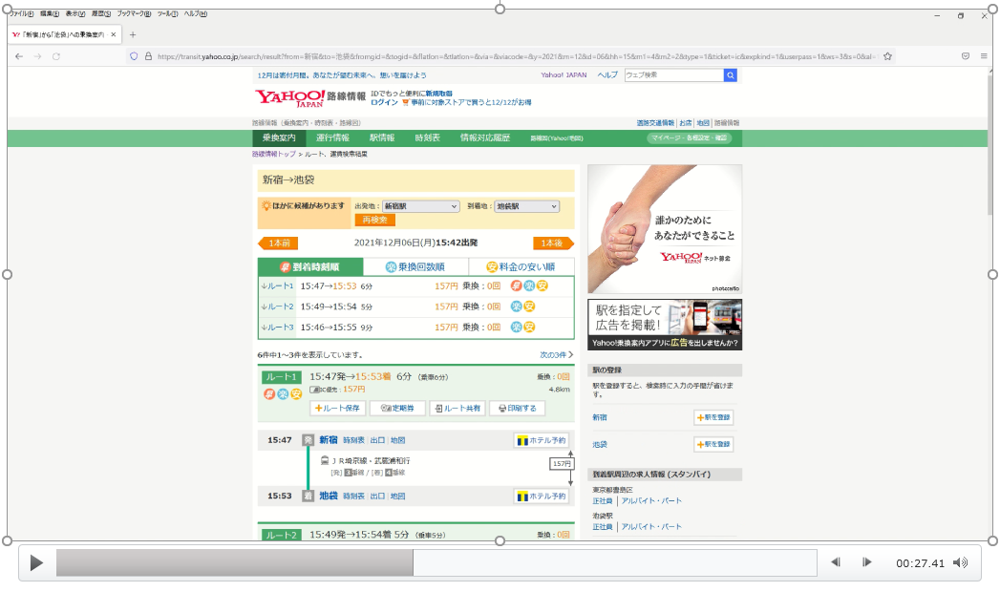 ファイル(F) 編集(E) 表示(V) 履歴(S) ブックマーク(B) ツール(T) ヘルプ(H)
「新宿」から「池袋」への乗換案内
https://transit.yahoo.co.jp/search/result?from=新宿&to=池袋&fromgid=&togid=&flatlon=&tlatlon=&via=&viacode=&y=2021&m=12&d=06&hh=15&m1=4&m2=2&type=1&ticket=ic&expkind=1&userpass=1&ws=3&s=0&al=
12月は寄付月間。あなたが望む未来へ、想いを届けよう
Yahoo! JAPAN ヘルプ ウェブ検索
YAHOO! JAPAN 路線情報
IDでもっと便利に新規取得
ログイン 事前に対象ストアで買うと12/12がお得
路線情報（乗換案内・時刻表・路線図）
道路交通情報 お店 地図 路線情報
乗換案内 運行情報 駅情報 時刻表 情報対応履歴 路線図(Yahoo!地図) マイページ - 各種設定・確認
路線情報トップ > ルート、運賃検索結果
新宿→池袋
ほかに候補があります 出発地： 新宿駅 到着地： 池袋駅
再検索
1本前 2021年12月06日(月)15:42出発 1本後
早 到着時刻順 楽 乗換回数順 安 料金の安い順
↓ルート1 15:47→15:53 6分 157円 乗換：0回 早 楽 安
↓ルート2 15:49→15:54 5分 157円 乗換：0回 楽 安
↓ルート3 15:46→15:55 9分 157円 乗換：0回 楽 安
6件中1～3件を表示しています。 次の3件
ルート1 15:47発→15:53着 6分（乗車6分） 乗換：0回
早 楽 安 157円 4.8km
ルート保存 定期券 ルート共有 印刷する
15:47 発 新宿 時刻表 出口 地図 ホテル予約
ＪＲ埼京線・武蔵浦和行
[発] 3番線 / [着] 4番線
157円
15:53 着 池袋 時刻表 出口 地図 ホテル予約
ルート2 15:49発→15:54着 5分（乗車5分） 乗換：0回
誰かのために
あなたができること
YAHOO! JAPAN ネット募金
photoAC
駅を指定して
広告を掲載！
Yahoo!乗換案内アプリに広告を出しませんか？
駅の登録
駅を登録すると、検索時に入力の手間が省けま
す。
新宿 +駅を登録
池袋 +駅を登録
到着駅周辺の求人情報 (スタンバイ)
東京都豊島区
正社員 アルバイト・パート
池袋駅
正社員 アルバイト・パート
00:27.41